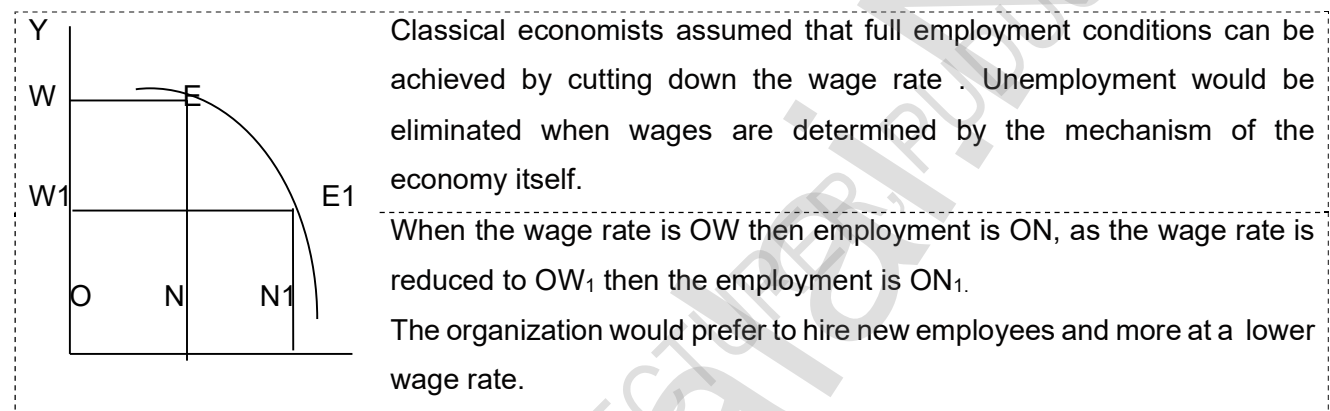 Y
W E
W1 E1
O N N1
Classical economists assumed that full employment conditions can be
achieved by cutting down the wage rate . Unemployment would be
eliminated when wages are determined by the mechanism of the
economy itself.
When the wage rate is OW then employment is ON, as the wage rate is
reduced to OW₁ then the employment is ON₁.
The organization would prefer to hire new employees and more at a lower
wage rate.